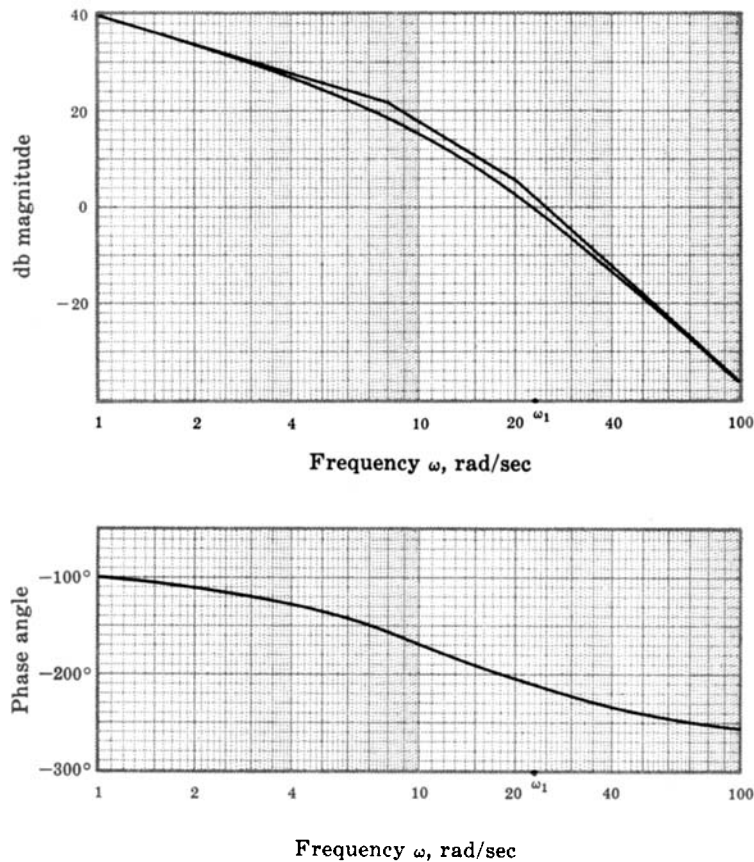 40
20
0
−20
db magnitude
1 2 4 10 20 ω₁ 40 100
Frequency ω, rad/sec
−100°
−200°
−300°
Phase angle
1 2 4 10 20 ω₁ 40 100
Frequency ω, rad/sec